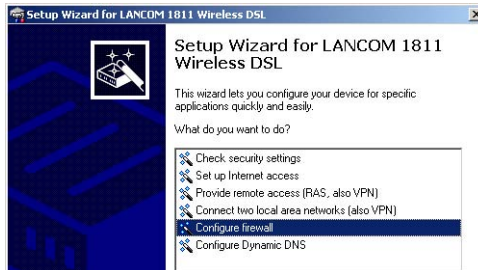 Setup Wizard for LANCOM 1811 Wireless DSL
Setup Wizard for LANCOM 1811
Wireless DSL
This wizard lets you configure your device for specific
applications quickly and easily.
What do you want to do?
Check security settings
Set up Internet access
Provide remote access (RAS, also VPN)
Connect two local area networks (also VPN)
Configure firewall
Configure Dynamic DNS